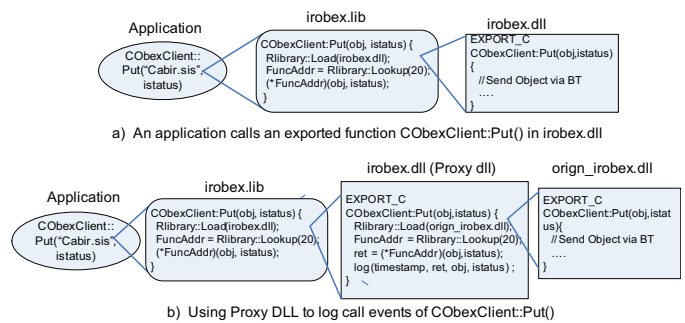 Application
irobex.lib
irobex.dll
CObexClient::
Put("Cabir.sis",
istatus)
CObexClient:Put(obj, istatus) {
Rlibrary::Load(irobex.dll);
FuncAddr = Rlibrary::Lookup(20);
(*FuncAddr)(obj, istatus);
}
EXPORT_C
CObexClient:Put(obj,istatus)
{
//Send Object via BT
....
}
a) An application calls an exported function CObexClient::Put() in irobex.dll
Application
irobex.lib
irobex.dll (Proxy dll)
orign_irobex.dll
CObexClient::
Put("Cabir.sis",
istatus)
CObexClient:Put(obj, istatus) {
Rlibrary::Load(irobex.dll);
FuncAddr = Rlibrary::Lookup(20);
(*FuncAddr)(obj, istatus);
}
EXPORT_C
CObexClient:Put(obj,istatus) {
Rlibrary::Load(orign_irobex.dll);
FuncAddr = Rlibrary::Lookup(20);
ret = (*FuncAddr)(obj,istatus);
log(timestamp, ret, obj, istatus) ;
}
EXPORT_C
CObexClient:Put(obj,istat
us){
//Send Object via BT
....
}
b) Using Proxy DLL to log call events of CObexClient::Put()